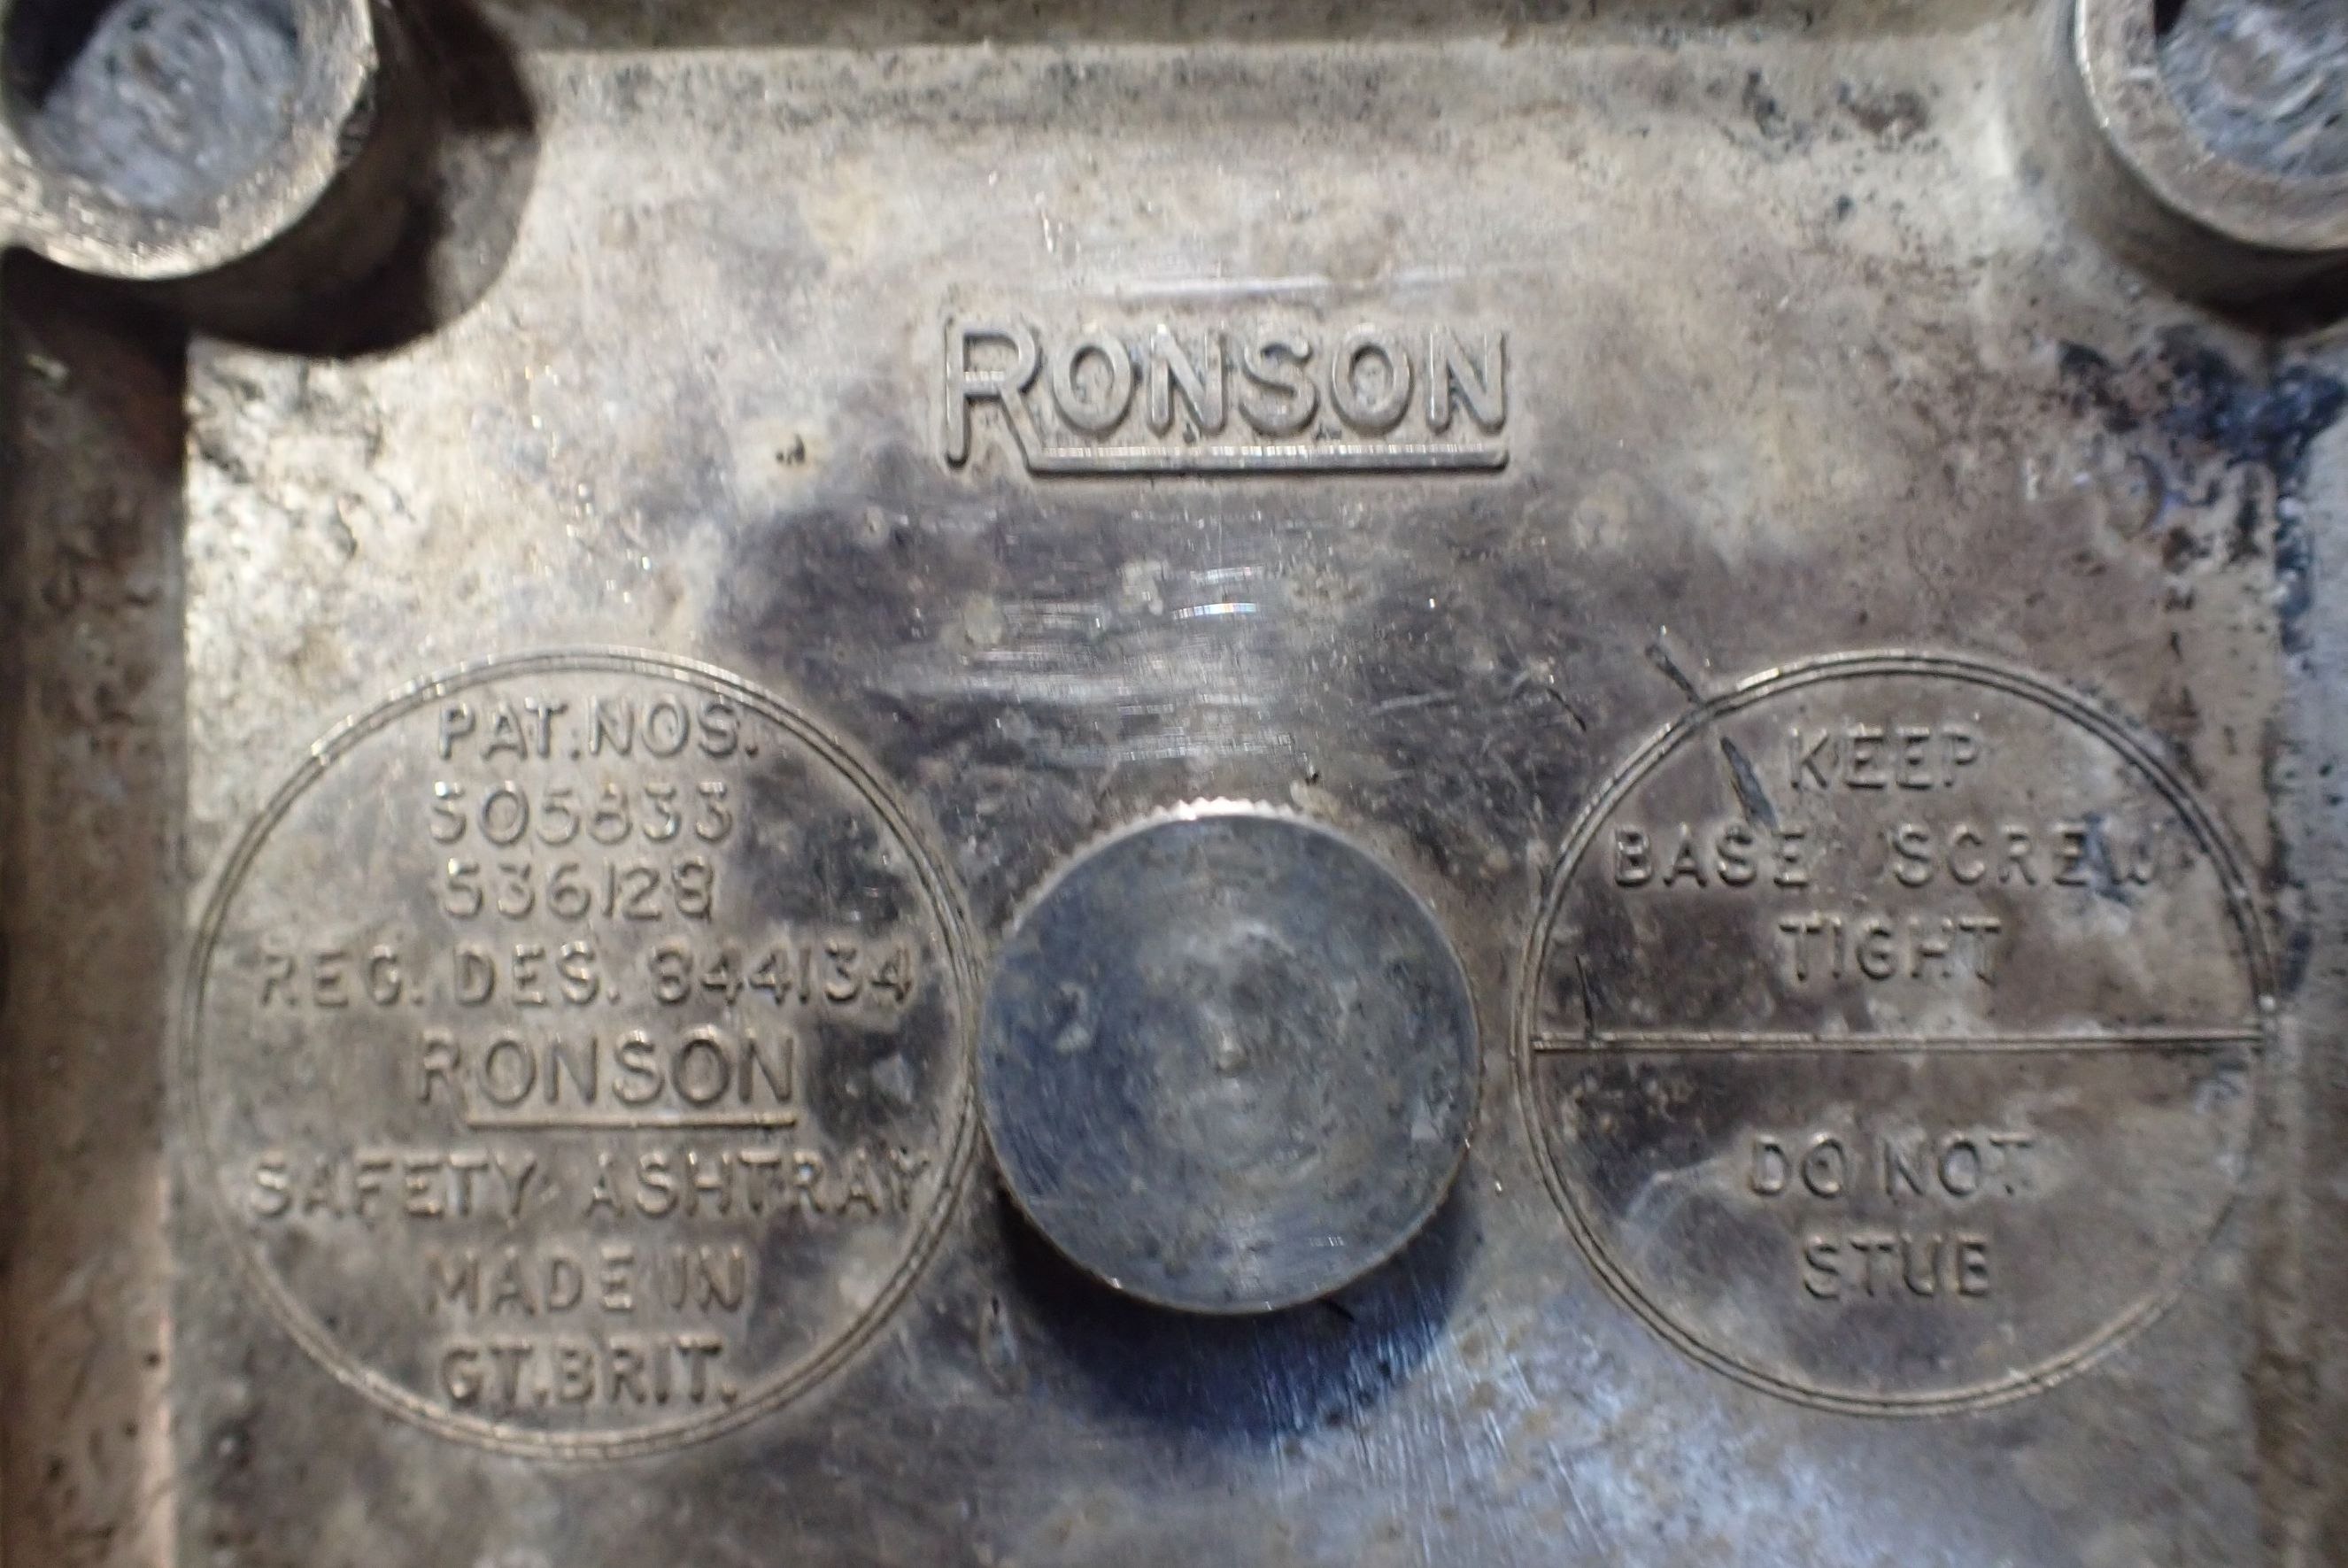 RONSON
PAT. NOS.
505833
536128
REG. DES. 844134
RONSON
SAFETY ASHTRAY
MADE IN
GT. BRIT.
KEEP
BASE SCREW
TIGHT
DO NOT
STUB